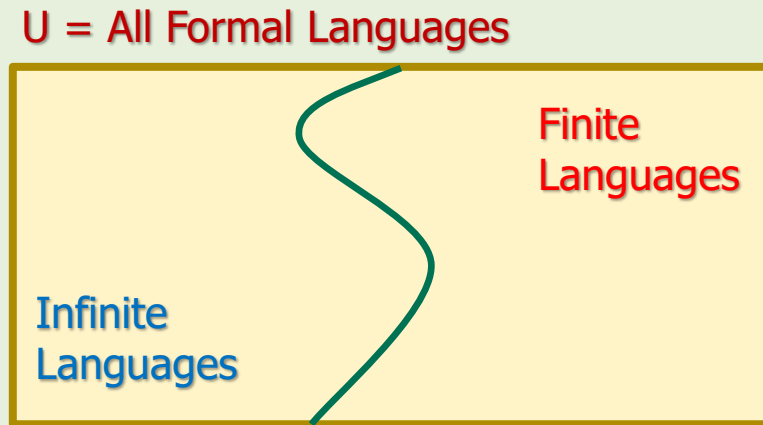 U = All Formal Languages
Finite
Languages
Infinite
Languages